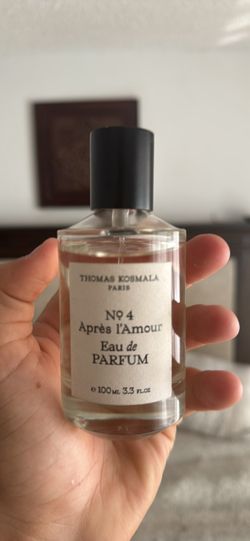 THOMAS KOSMALA
PARIS
Nº 4
Après l'Amour
Eau de
PARFUM
e 100 ML 3.3 FL.OZ